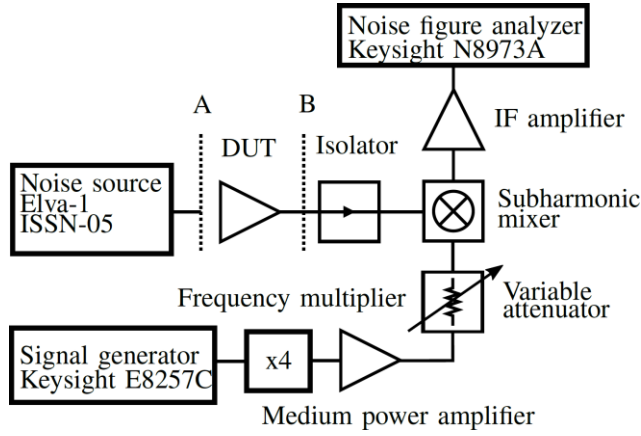 Noise figure analyzer
Keysight N8973A
A
B
IF amplifier
DUT
Isolator
Noise source
Elva-1
ISSN-05
Subharmonic
mixer
Frequency multiplier
Variable
attenuator
Signal generator
Keysight E8257C
x4
Medium power amplifier